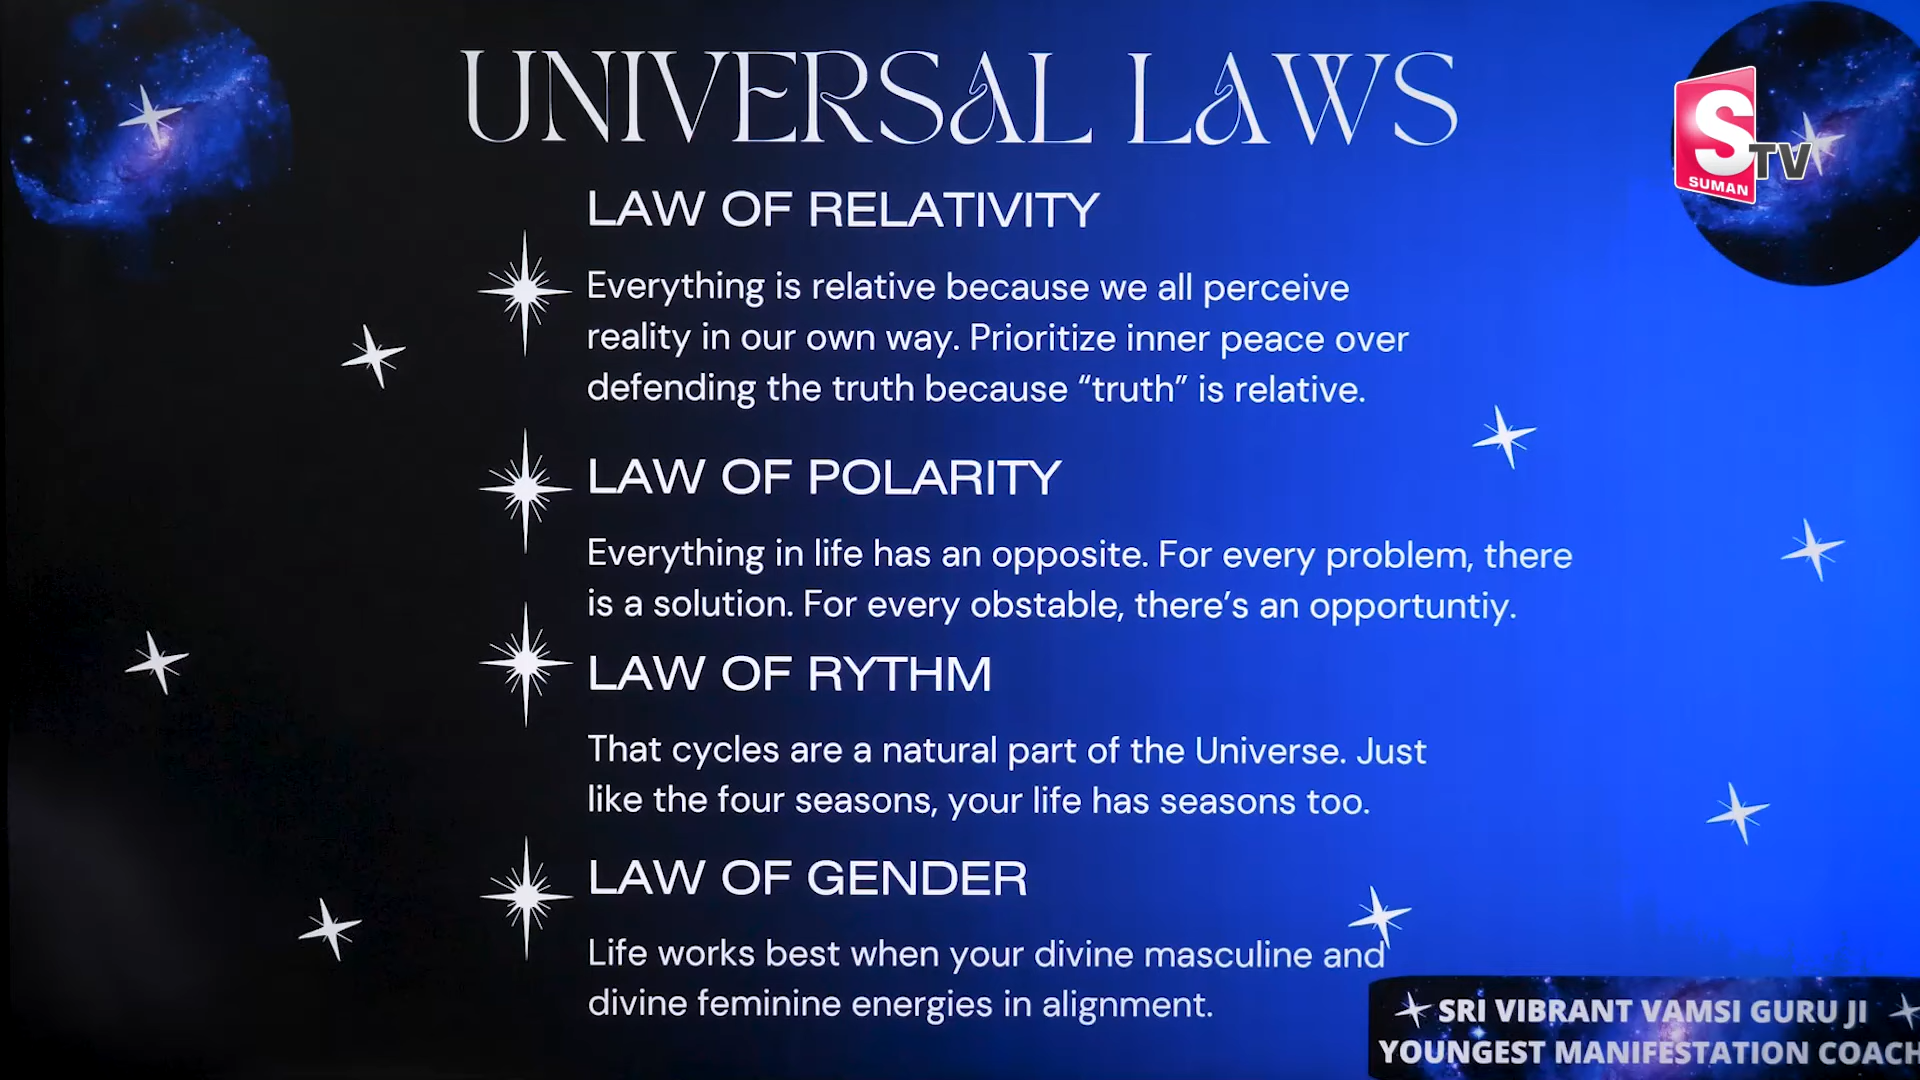 UNIVERSAL LAWS
S
TV
SUMAN
LAW OF RELATIVITY
Everything is relative because we all perceive
reality in our own way. Prioritize inner peace over
defending the truth because “truth” is relative.
LAW OF POLARITY
Everything in life has an opposite. For every problem, there
is a solution. For every obstable, there’s an opportuntiy.
LAW OF RYTHM
That cycles are a natural part of the Universe. Just
like the four seasons, your life has seasons too.
LAW OF GENDER
Life works best when your divine masculine and
divine feminine energies in alignment.
SRI VIBRANT VAMSI GURU JI
YOUNGEST MANIFESTATION COACH